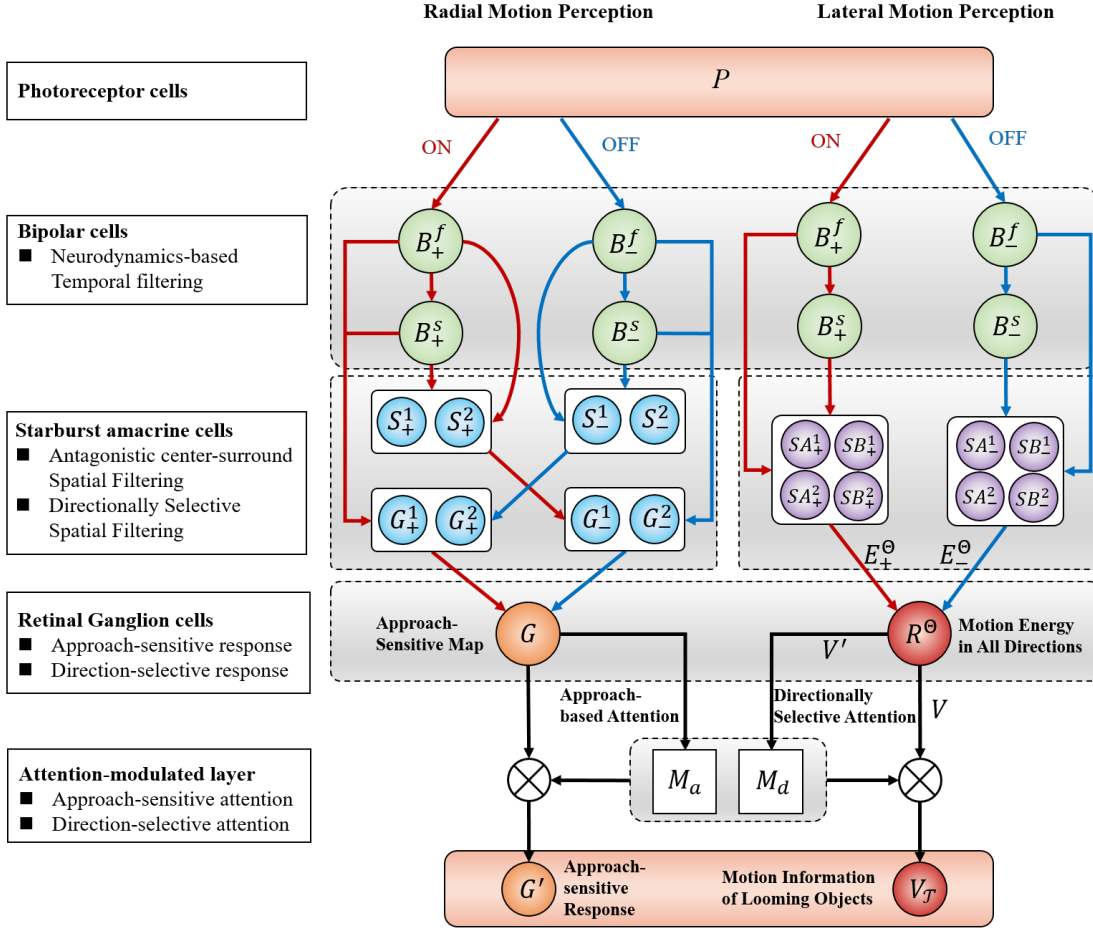 Radial Motion Perception
Lateral Motion Perception
Photoreceptor cells
P
ON
OFF
ON
OFF
Bipolar cells
■ Neurodynamics-based
Temporal filtering
B₊ᶠ
B₋ᶠ
B₊ᶠ
B₋ᶠ
B₊ˢ
B₋ˢ
B₊ˢ
B₋ˢ
Starburst amacrine cells
■ Antagonistic center-surround
Spatial Filtering
■ Directionally Selective
Spatial Filtering
S₊¹ S₊²
S₋¹ S₋²
SA₊¹ SB₊¹
SA₊² SB₊²
SA₋¹ SB₋¹
SA₋² SB₋²
G₊¹ G₊²
G₋¹ G₋²
E₊^Θ
E₋^Θ
Retinal Ganglion cells
■ Approach-sensitive response
■ Direction-selective response
Approach-
Sensitive Map
G
V′
R^Θ
Motion Energy
in All Directions
Approach-
based Attention
Directionally
Selective Attention
V
Attention-modulated layer
■ Approach-sensitive attention
■ Direction-selective attention
Mₐ
M_d
G′
Approach-
sensitive
Response
Motion Information
of Looming Objects
V_𝒯